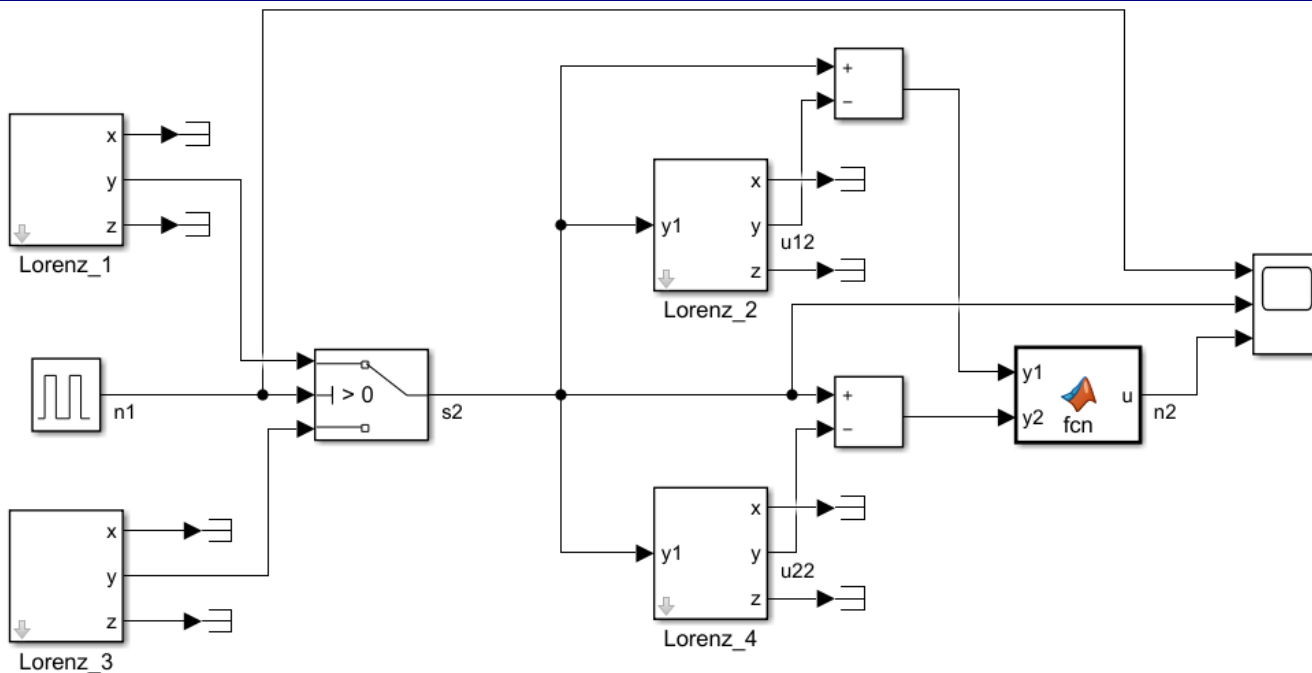 +
−
x
y
z
Lorenz_1
x
y1
y
u12
z
Lorenz_2
n1
> 0
s2
+
−
y1
y2
u
fcn
n2
x
y
z
Lorenz_3
x
y1
y
u22
z
Lorenz_4